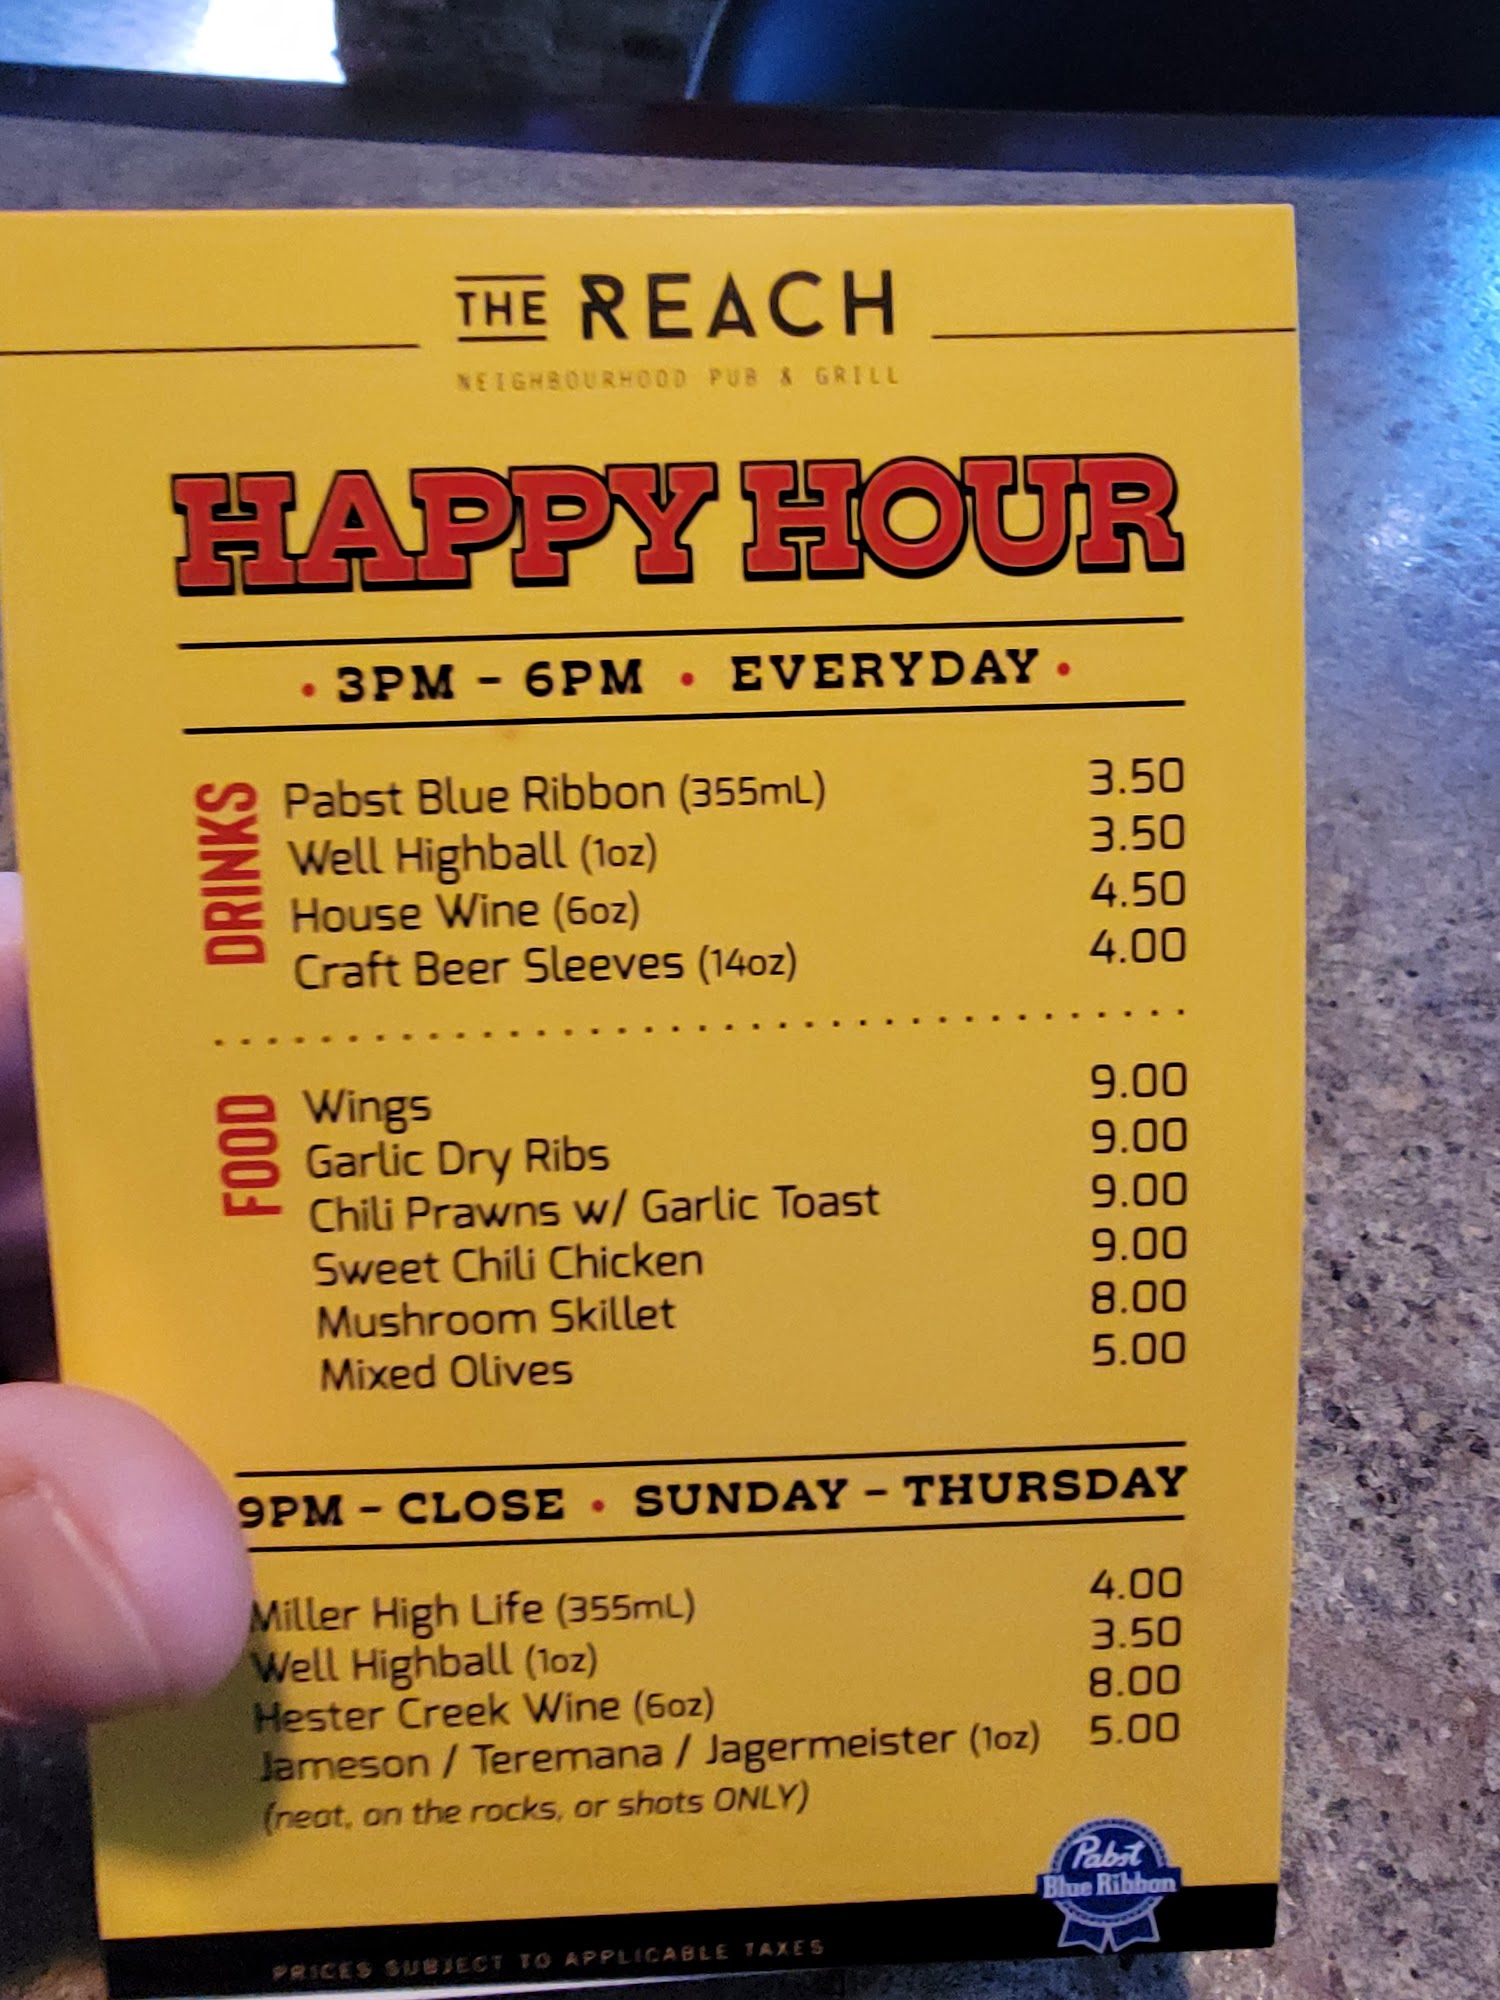 THE REACH
NEIGHBOURHOOD PUB & GRILL
HAPPY HOUR
• 3PM - 6PM • EVERYDAY •
DRINKS
Pabst Blue Ribbon (355mL) 3.50
Well Highball (1oz) 3.50
House Wine (6oz) 4.50
Craft Beer Sleeves (14oz) 4.00
FOOD
Wings 9.00
Garlic Dry Ribs 9.00
Chili Prawns w/ Garlic Toast 9.00
Sweet Chili Chicken 9.00
Mushroom Skillet 8.00
Mixed Olives 5.00
9PM - CLOSE • SUNDAY - THURSDAY
Miller High Life (355mL) 4.00
Well Highball (1oz) 3.50
Hester Creek Wine (6oz) 8.00
Jameson / Teremana / Jagermeister (1oz) 5.00
(neat, on the rocks, or shots ONLY)
Pabst
Blue Ribbon
PRICES SUBJECT TO APPLICABLE TAXES